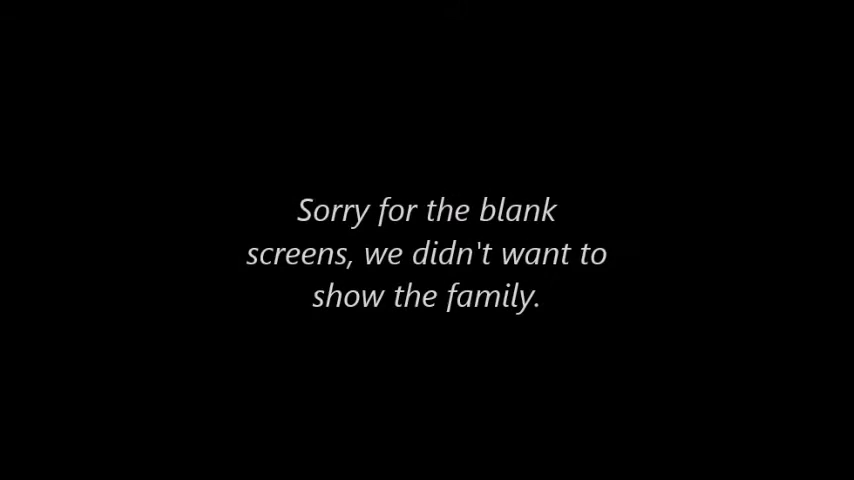 Sorry for the blank
screens, we didn't want to
show the family.